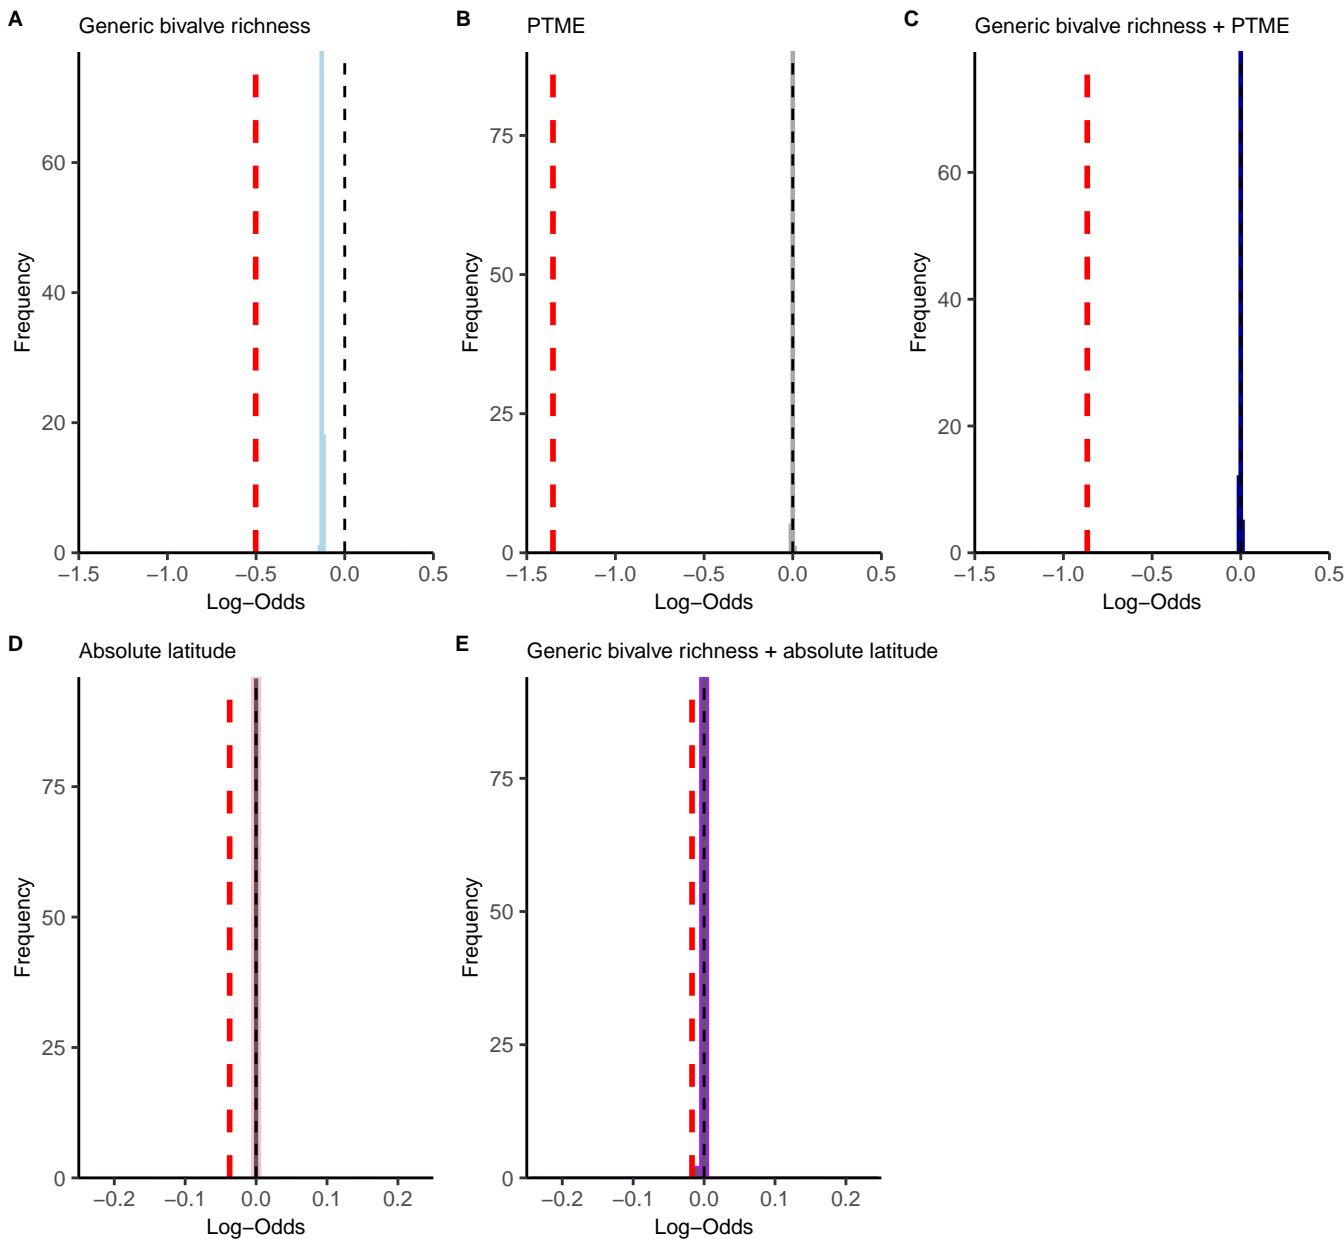 A
Generic bivalve richness
Frequency
60
40
20
0
−1.5 −1.0 −0.5 0.0 0.5
Log−Odds
B
PTME
Frequency
75
50
25
0
−1.5 −1.0 −0.5 0.0 0.5
Log−Odds
C
Generic bivalve richness + PTME
Frequency
60
40
20
0
−1.5 −1.0 −0.5 0.0 0.5
Log−Odds
D
Absolute latitude
Frequency
75
50
25
0
−0.2 −0.1 0.0 0.1 0.2
Log−Odds
E
Generic bivalve richness + absolute latitude
Frequency
75
50
25
0
−0.2 −0.1 0.0 0.1 0.2
Log−Odds